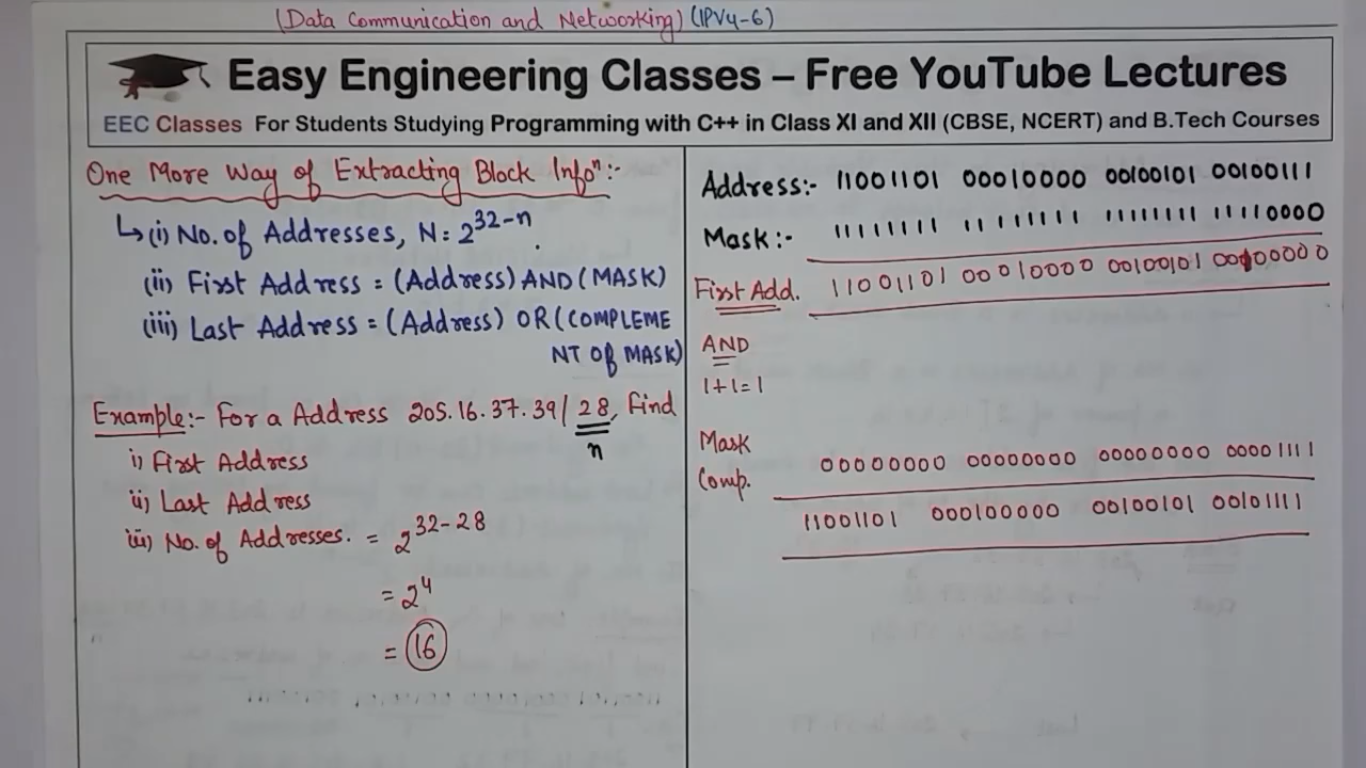 (Data Communication and Networking) (IPV4-6)
Easy Engineering Classes – Free YouTube Lectures
EEC Classes For Students Studying Programming with C++ in Class XI and XII (CBSE, NCERT) and B.Tech Courses
One More Way of Extracting Block Infoⁿ:-
↳(i) No. of Addresses, N = 2^32-n.
(ii) First Address = (Address) AND (MASK)
(iii) Last Address = (Address) OR (COMPLEME
NT Of MASK)
Example:- For a Address 205.16.37.39/28, Find
n
i) First Address
ii) Last Address
iii) No. of Addresses. = 2^32-28
= 2^4
= 16
Address:- 11001101 00010000 00100101 00100111
Mask:- 11111111 11111111 11111111 11110000
First Add. 11001101 00010000 00100101 00100000
AND
1+1=1
Mask
Comp. 00000000 00000000 00000000 00001111
11001101 000100000 00100101 00101111